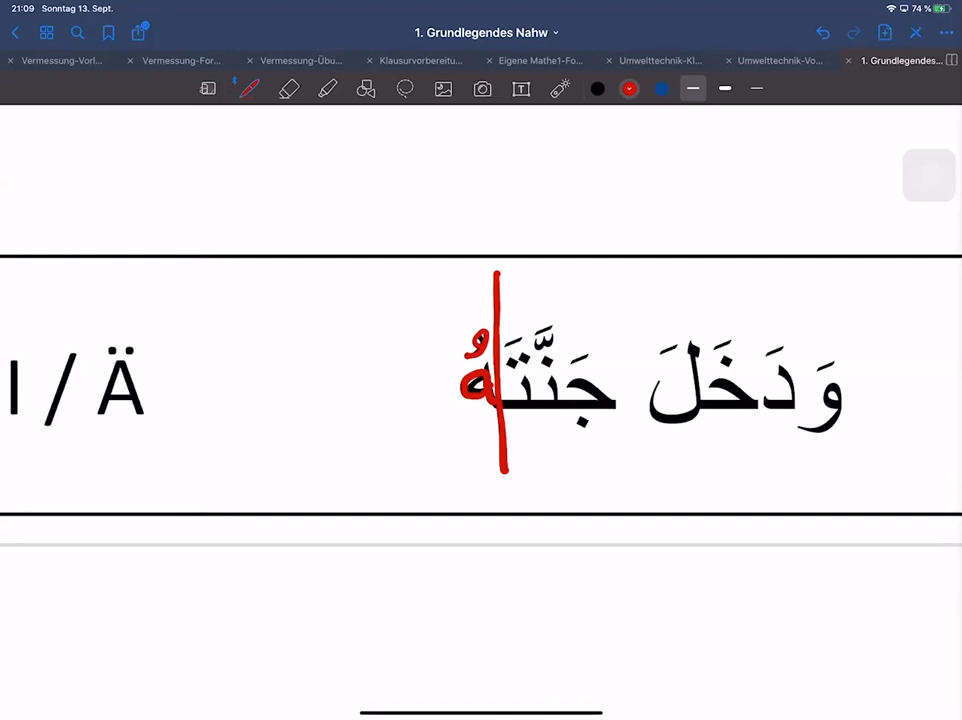 21:09 Sonntag 13. Sept.
74 %
1. Grundlegendes Nahw
Vermessung-Vorl...
Vermessung-For...
Vermessung-Übu...
Klausurvorbereitu...
Eigene Mathe1-Fo...
Umwelttechnik-Kl...
Umwelttechnik-Vo...
1. Grundlegendes...
وَدَخَلَ جَنَّتَهُ
I / Ä